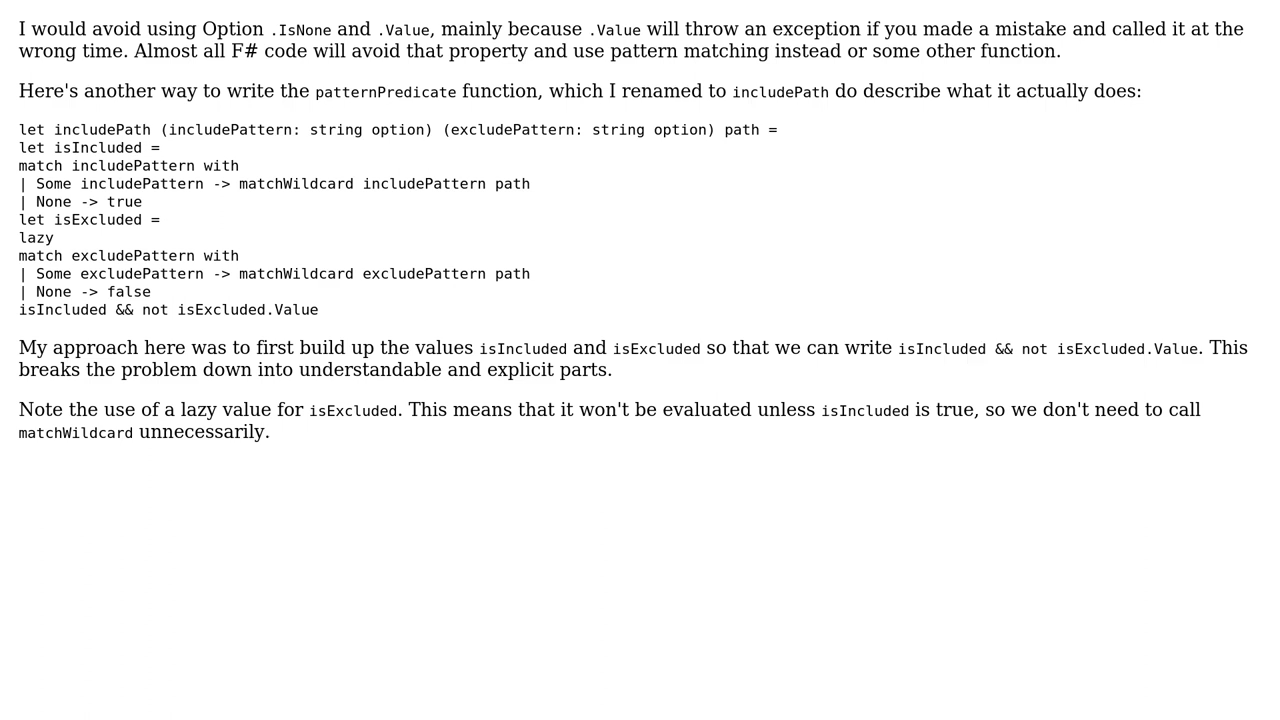 I would avoid using Option .IsNone and .Value, mainly because .Value will throw an exception if you made a mistake and called it at the
wrong time. Almost all F# code will avoid that property and use pattern matching instead or some other function.
Here's another way to write the patternPredicate function, which I renamed to includePath do describe what it actually does:
let includePath (includePattern: string option) (excludePattern: string option) path =
let isIncluded =
match includePattern with
| Some includePattern -> matchWildcard includePattern path
| None -> true
let isExcluded =
lazy
match excludePattern with
| Some excludePattern -> matchWildcard excludePattern path
| None -> false
isIncluded && not isExcluded.Value
My approach here was to first build up the values isIncluded and isExcluded so that we can write isIncluded && not isExcluded.Value. This
breaks the problem down into understandable and explicit parts.
Note the use of a lazy value for isExcluded. This means that it won't be evaluated unless isIncluded is true, so we don't need to call
matchWildcard unnecessarily.